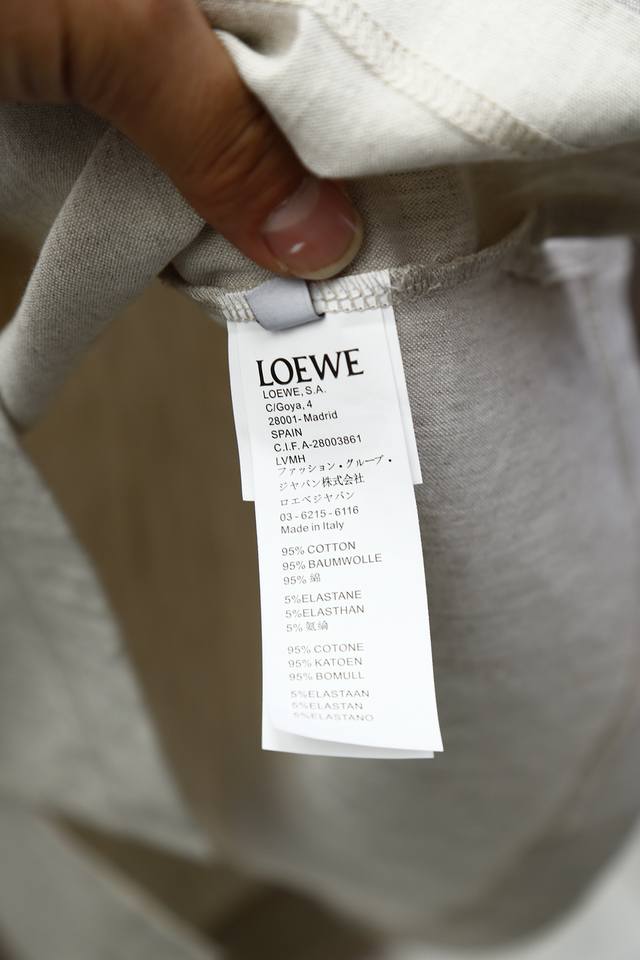 LOEWE
LOEWE, S.A.
C/Goya, 4
28001- Madrid
SPAIN
C.I.F. A-28003861
LVMH
ファッション・グループ・
ジャパン株式会社
ロエベジャパン
03 - 6215 - 6116
Made in Italy
95% COTTON
95% BAUMWOLLE
95% 綿
5%ELASTANE
5%ELASTHAN
5% 氨纶
95% COTONE
95% KATOEN
95% BOMULL
5%ELASTAAN
5%ELASTAN
5%ELASTANO